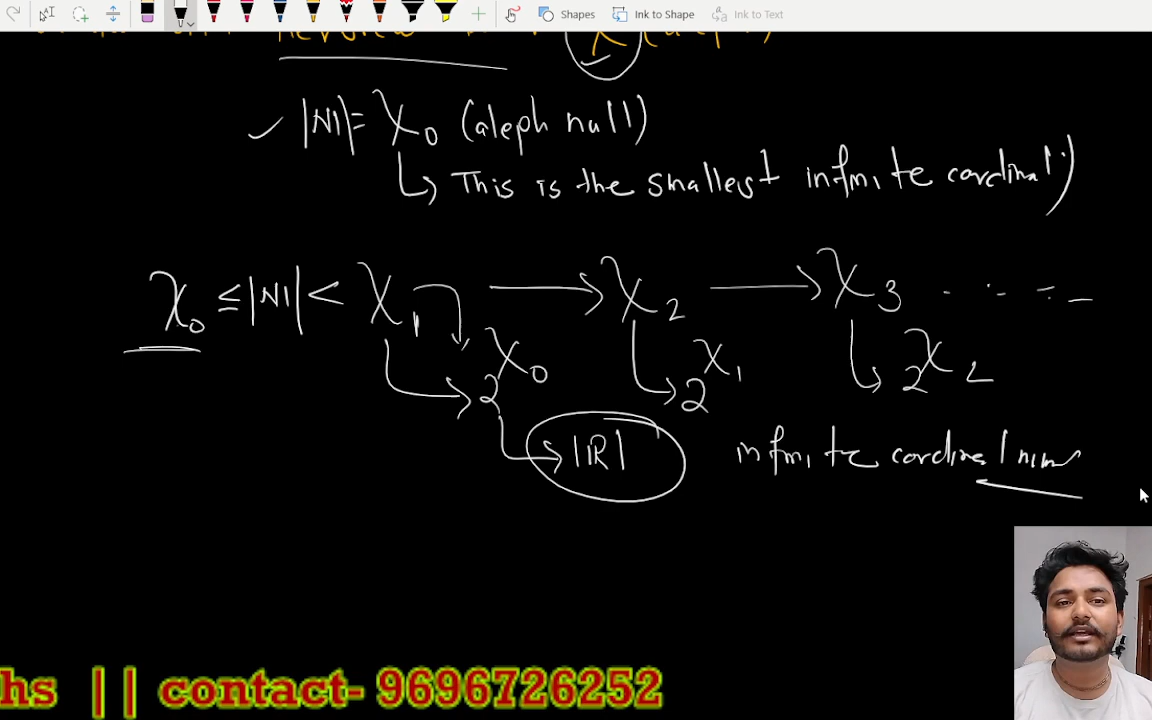 Shapes Ink to Shape Ink to Text
|N| = ℵ0 (aleph null)
This is the smallest infinite cardinal)
ℵ0 ≤ |N| < ℵ1 → ℵ2 → ℵ3 - - - -
2^ℵ0 2^ℵ1 2^ℵ2
|R| infinite cardinal num
hs || contact- 9696726252